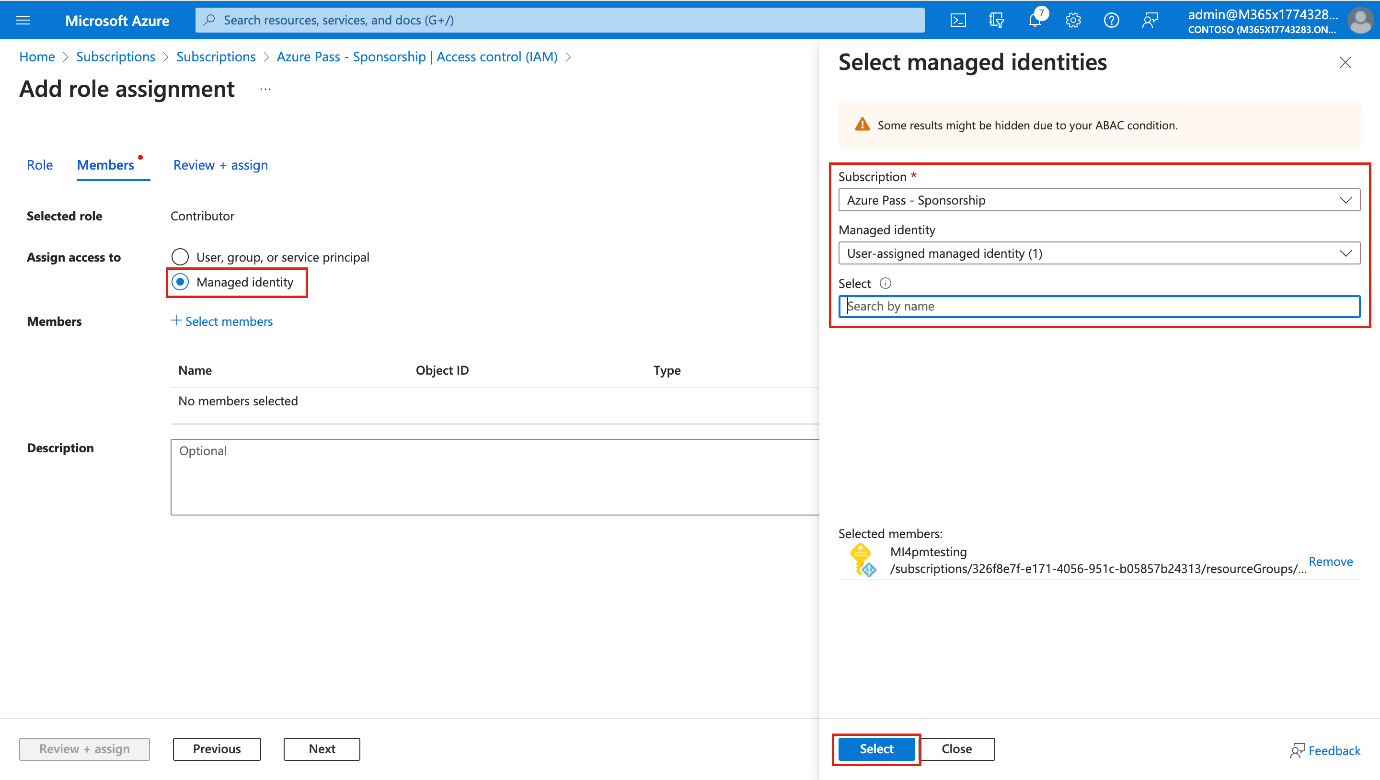 Microsoft Azure
Search resources, services, and docs (G+/)
7
admin@M365x1774328...
CONTOSO (M365X17743283.ON...
Home > Subscriptions > Subscriptions > Azure Pass - Sponsorship | Access control (IAM) >
Add role assignment ...
Role
Members
Review + assign
Selected role
Contributor
Assign access to
User, group, or service principal
Managed identity
Members
+ Select members
Name
Object ID
Type
No members selected
Description
Optional
Review + assign
Previous
Next
Select managed identities
Some results might be hidden due to your ABAC condition.
Subscription *
Azure Pass - Sponsorship
Managed identity
User-assigned managed identity (1)
Select
Search by name
Selected members:
MI4pmtesting
/subscriptions/326f8e7f-e171-4056-951c-b05857b24313/resourceGroups/...
Remove
Select
Close
Feedback